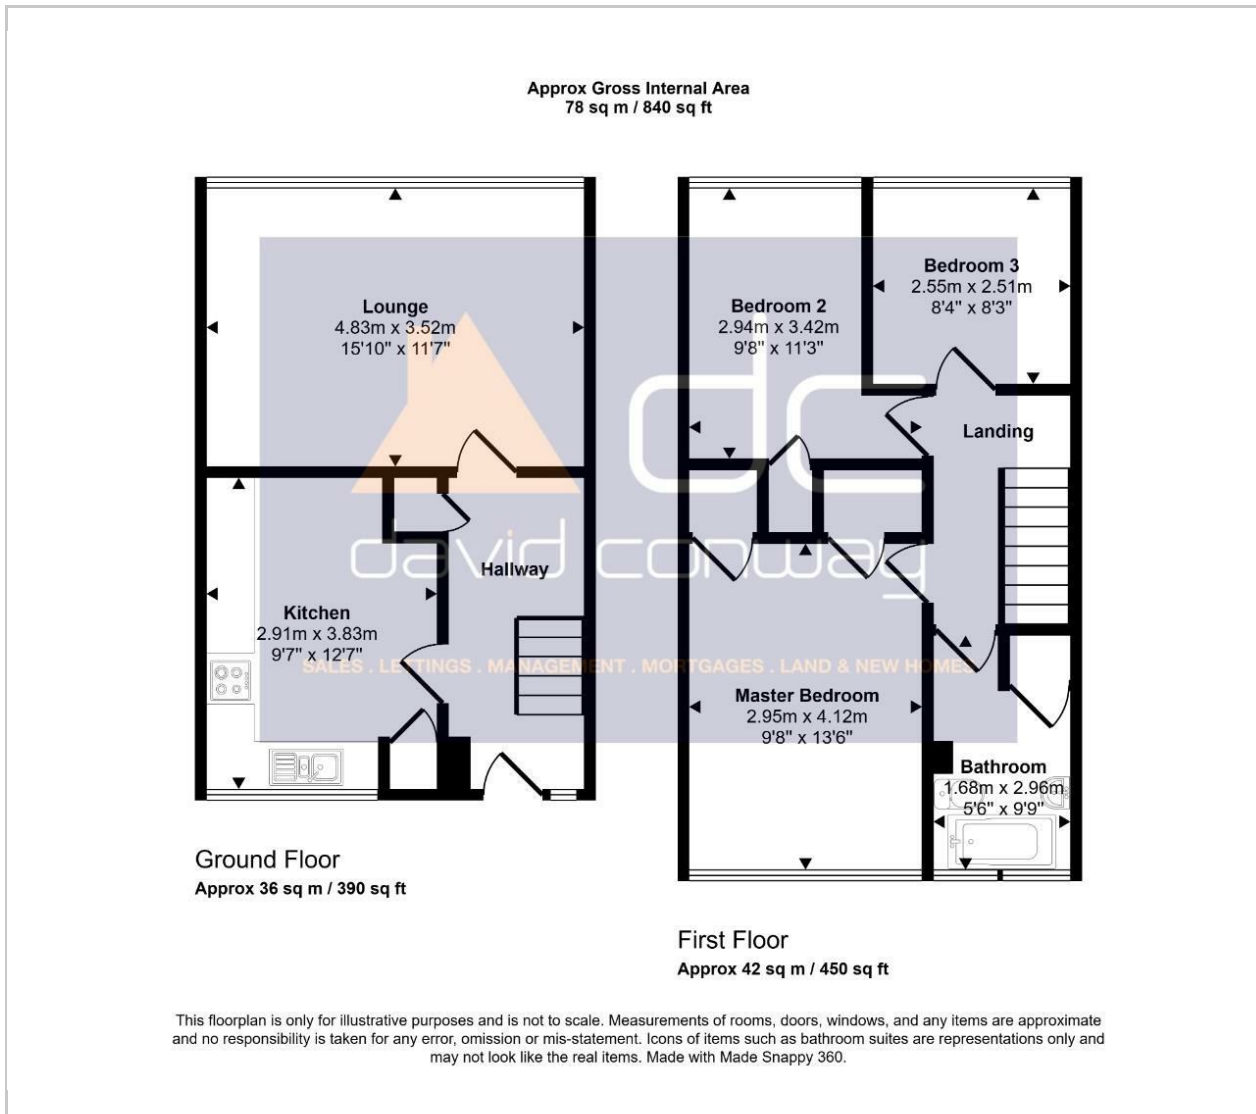 Approx Gross Internal Area
78 sq m / 840 sq ft
Lounge
4.83m x 3.52m
15'10" x 11'7"
Kitchen
2.91m x 3.83m
9'7" x 12'7"
Hallway
Ground Floor
Approx 36 sq m / 390 sq ft
Bedroom 2
2.94m x 3.42m
9'8" x 11'3"
Bedroom 3
2.55m x 2.51m
8'4" x 8'3"
Landing
Master Bedroom
2.95m x 4.12m
9'8" x 13'6"
Bathroom
1.68m x 2.96m
5'6" x 9'9"
First Floor
Approx 42 sq m / 450 sq ft
dc
david conway
SALES . LETTINGS . MANAGEMENT . MORTGAGES . LAND & NEW HOMES
This floorplan is only for illustrative purposes and is not to scale. Measurements of rooms, doors, windows, and any items are approximate
and no responsibility is taken for any error, omission or mis-statement. Icons of items such as bathroom suites are representations only and
may not look like the real items. Made with Made Snappy 360.